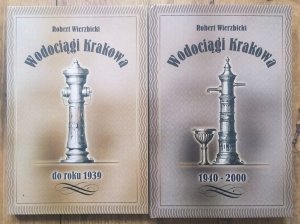 Robert Wierzbicki
Wodociągi Krakowa
do roku 1939
Robert Wierzbicki
Wodociągi Krakowa
1940 - 2000